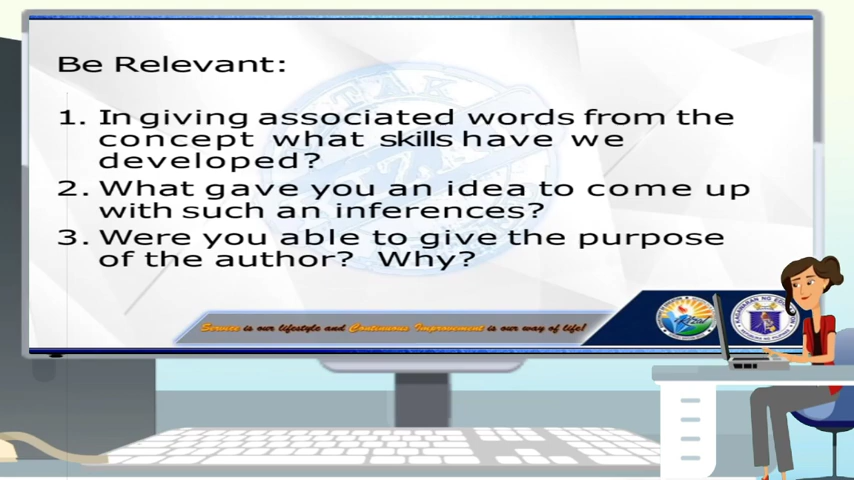 Be Relevant:
1. In giving associated words from the
concept what skills have we
developed?
2. What gave you an idea to come up
with such an inferences?
3. Were you able to give the purpose
of the author? Why?
Service is our lifestyle and Continuous Improvement is our way of life!